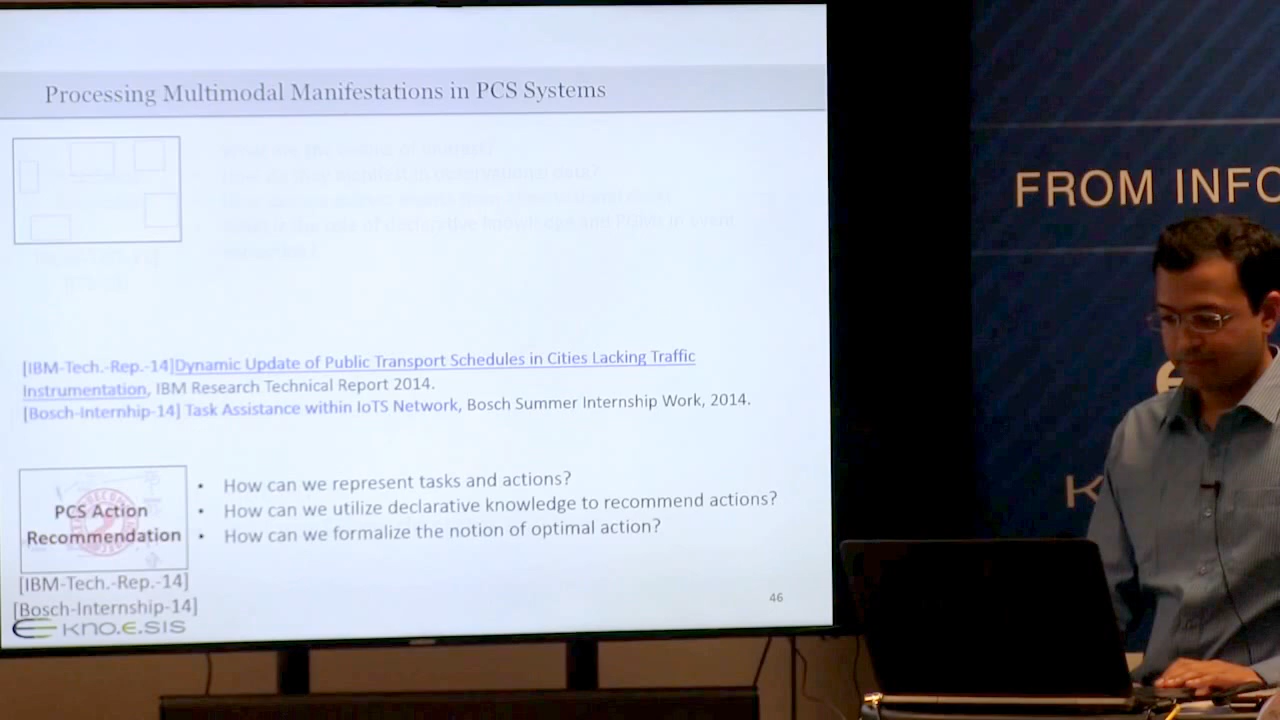 Processing Multimodal Manifestations in PCS Systems
[IBM-Tech.-Rep.-14]Dynamic Update of Public Transport Schedules in Cities Lacking Traffic
Instrumentation, IBM Research Technical Report 2014.
[Bosch-Internhip-14] Task Assistance within IoTS Network, Bosch Summer Internship Work, 2014.
PCS Action
Recommendation
• How can we represent tasks and actions?
• How can we utilize declarative knowledge to recommend actions?
• How can we formalize the notion of optimal action?
[IBM-Tech.-Rep.-14]
[Bosch-Internship-14]
kno.e.sis
46
FROM INFO